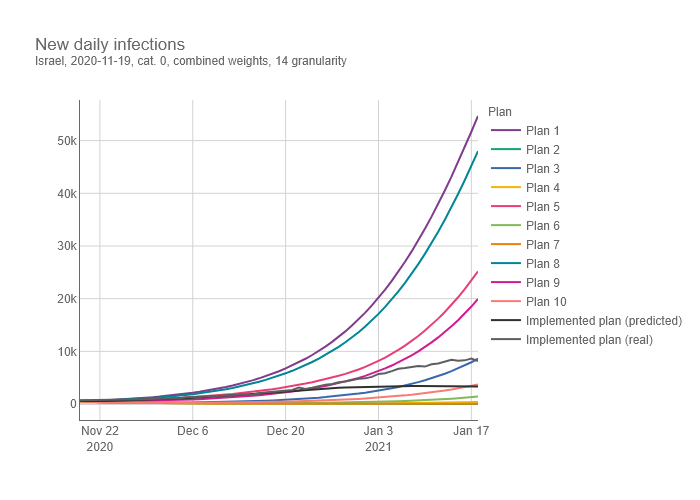 New daily infections
Israel, 2020-11-19, cat. 0, combined weights, 14 granularity
50k
40k
30k
20k
10k
0
Nov 22
2020
Dec 6
Dec 20
Jan 3
2021
Jan 17
Plan
Plan 1
Plan 2
Plan 3
Plan 4
Plan 5
Plan 6
Plan 7
Plan 8
Plan 9
Plan 10
Implemented plan (predicted)
Implemented plan (real)